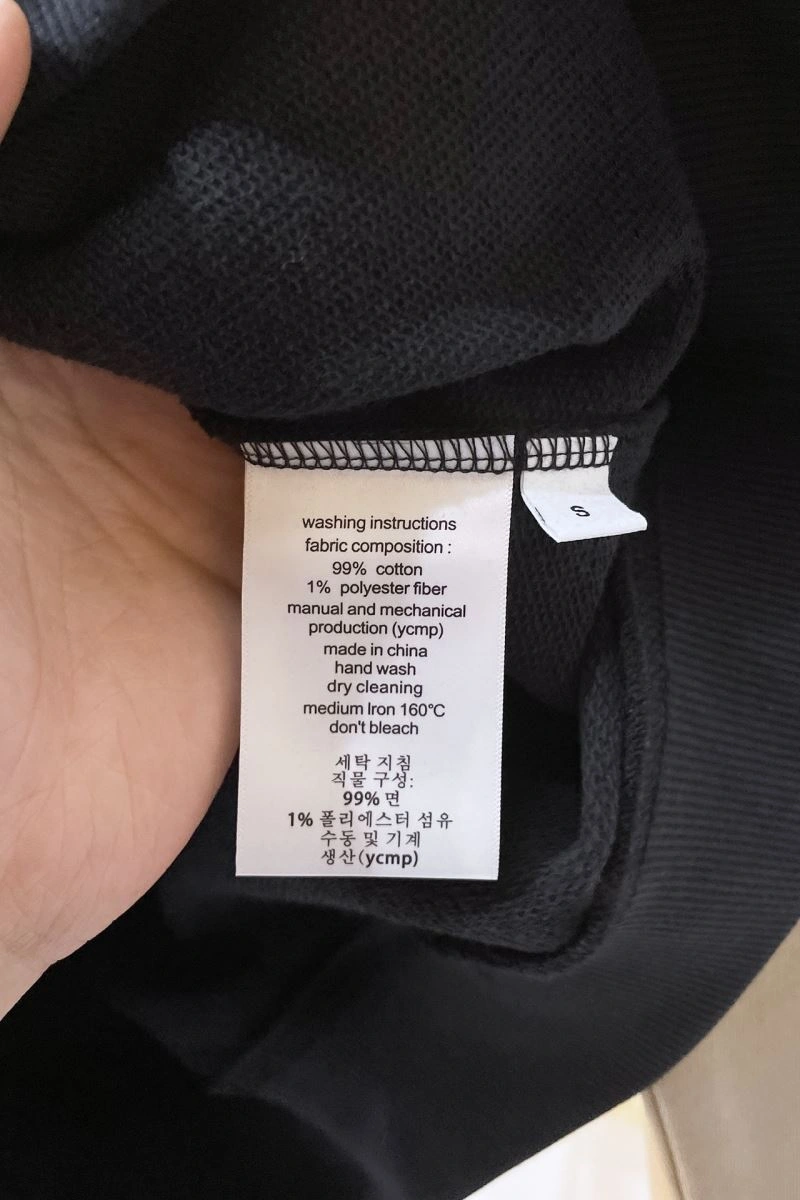 washing instructions
fabric composition :
99% cotton
1% polyester fiber
manual and mechanical
production (ycmp)
made in china
hand wash
dry cleaning
medium Iron 160℃
don't bleach
세탁 지침
직물 구성:
99% 면
1% 폴리에스터 섬유
수동 및 기계
생산(ycmp)
S